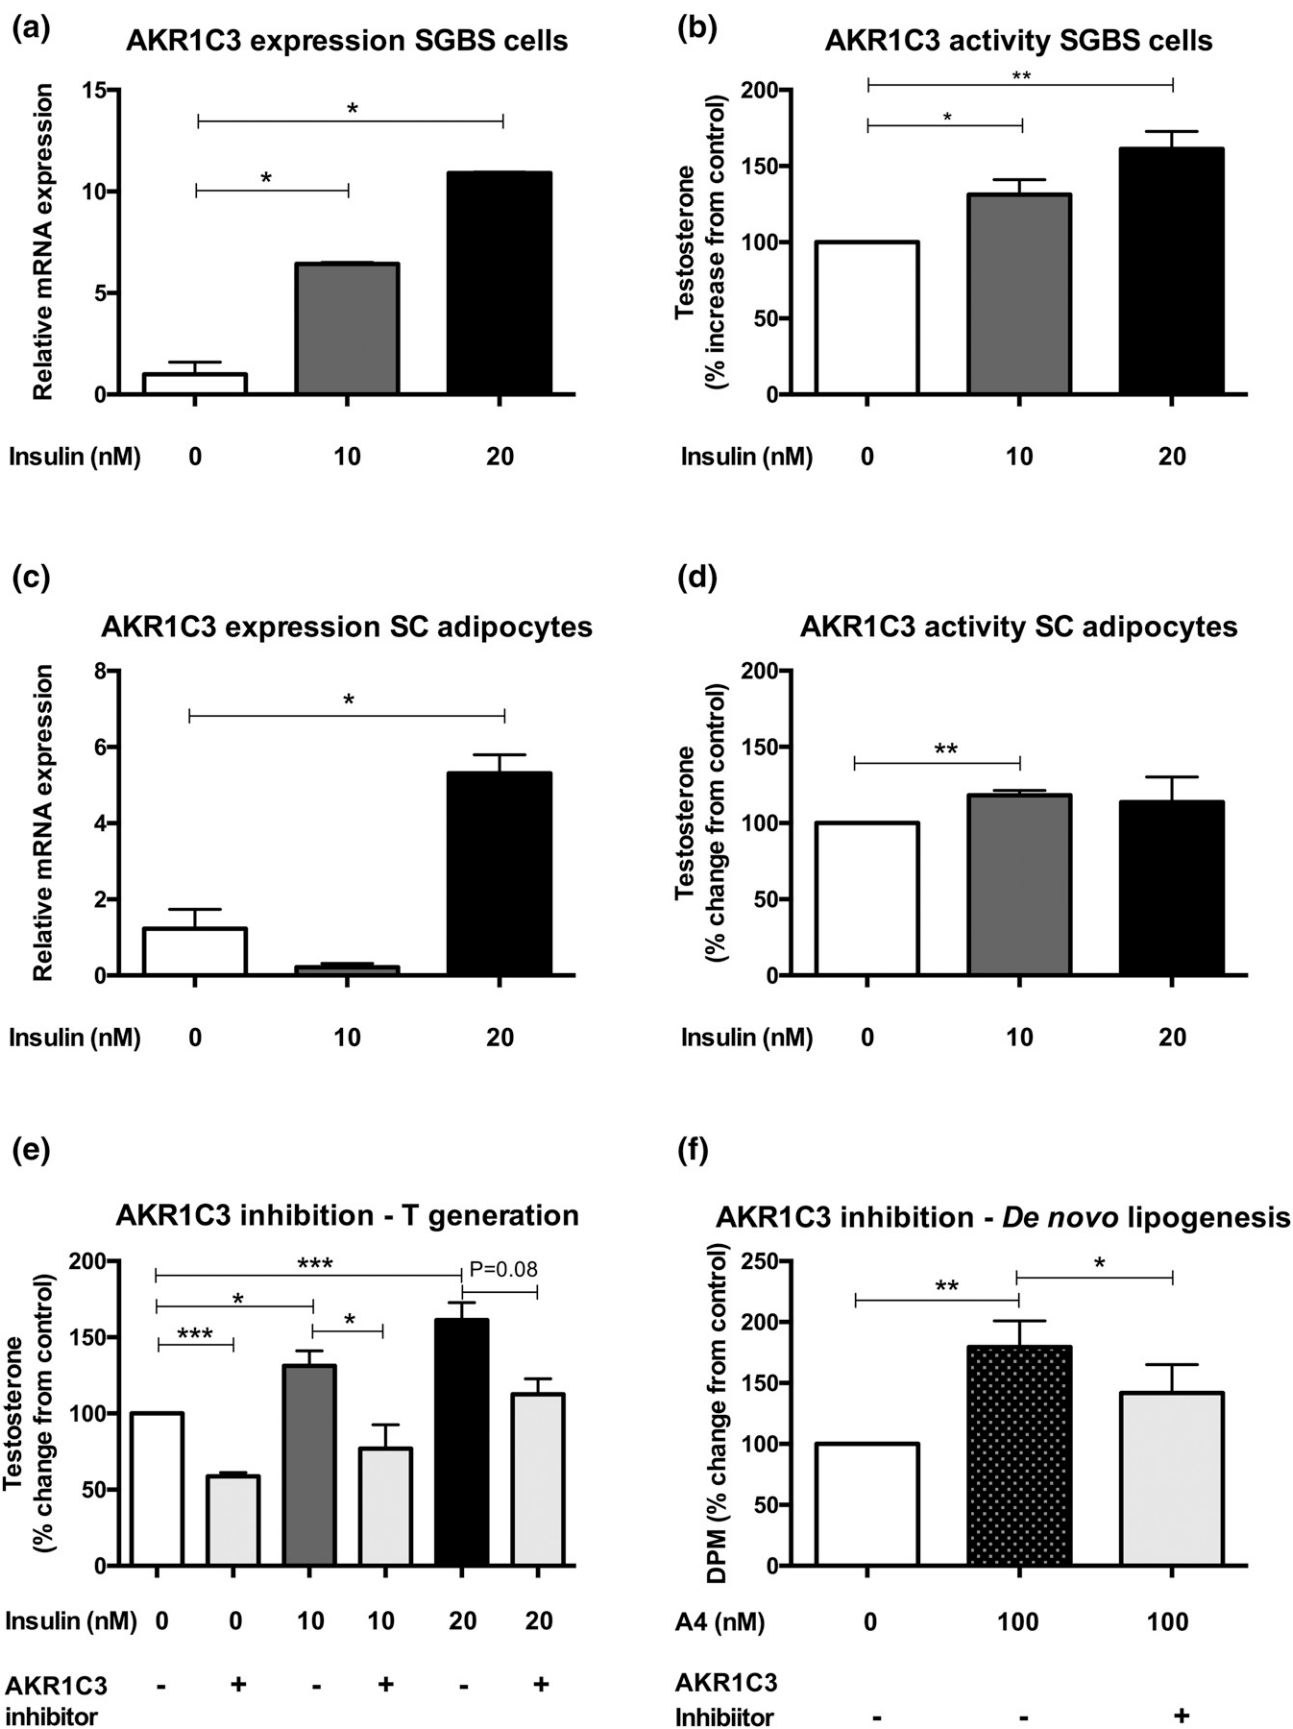 (a)
AKR1C3 expression SGBS cells
Relative mRNA expression
15
10
5
0
*
*
Insulin (nM) 0 10 20
(b)
AKR1C3 activity SGBS cells
Testosterone
(% increase from control)
200
150
100
50
0
**
*
Insulin (nM) 0 10 20
(c)
AKR1C3 expression SC adipocytes
Relative mRNA expression
8
6
4
2
0
*
Insulin (nM) 0 10 20
(d)
AKR1C3 activity SC adipocytes
Testosterone
(% change from control)
200
150
100
50
0
**
Insulin (nM) 0 10 20
(e)
AKR1C3 inhibition - T generation
Testosterone
(% change from control)
200
150
100
50
0
***
P=0.08
*
*
***
Insulin (nM) 0 0 10 10 20 20
AKR1C3
inhibitor - + - + - +
(f)
AKR1C3 inhibition - De novo lipogenesis
DPM (% change from control)
250
200
150
100
50
0
*
**
A4 (nM) 0 100 100
AKR1C3
Inhibiitor - - +